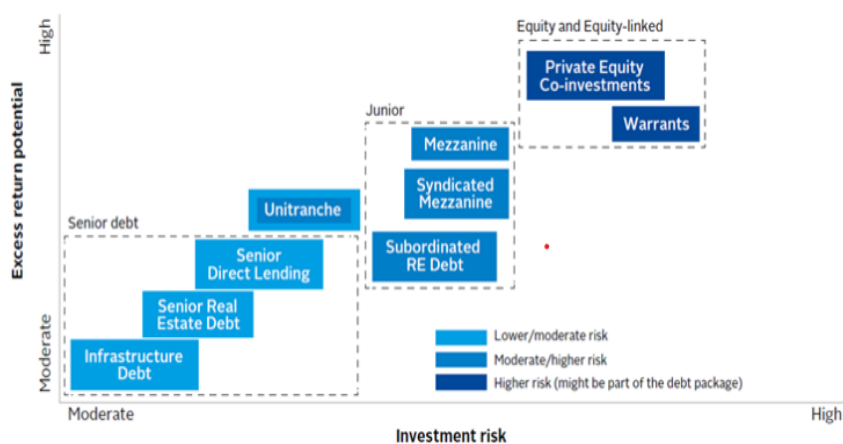 Equity and Equity-linked
High
Private Equity
Co-investments
Junior
Warrants
Mezzanine
Syndicated
Mezzanine
Unitranche
Senior debt
Subordinated
RE Debt
Senior
Direct Lending
Senior Real
Estate Debt
Infrastructure
Debt
Excess return potential
Moderate
Lower/moderate risk
Moderate/higher risk
Higher risk (might be part of the debt package)
Moderate
High
Investment risk